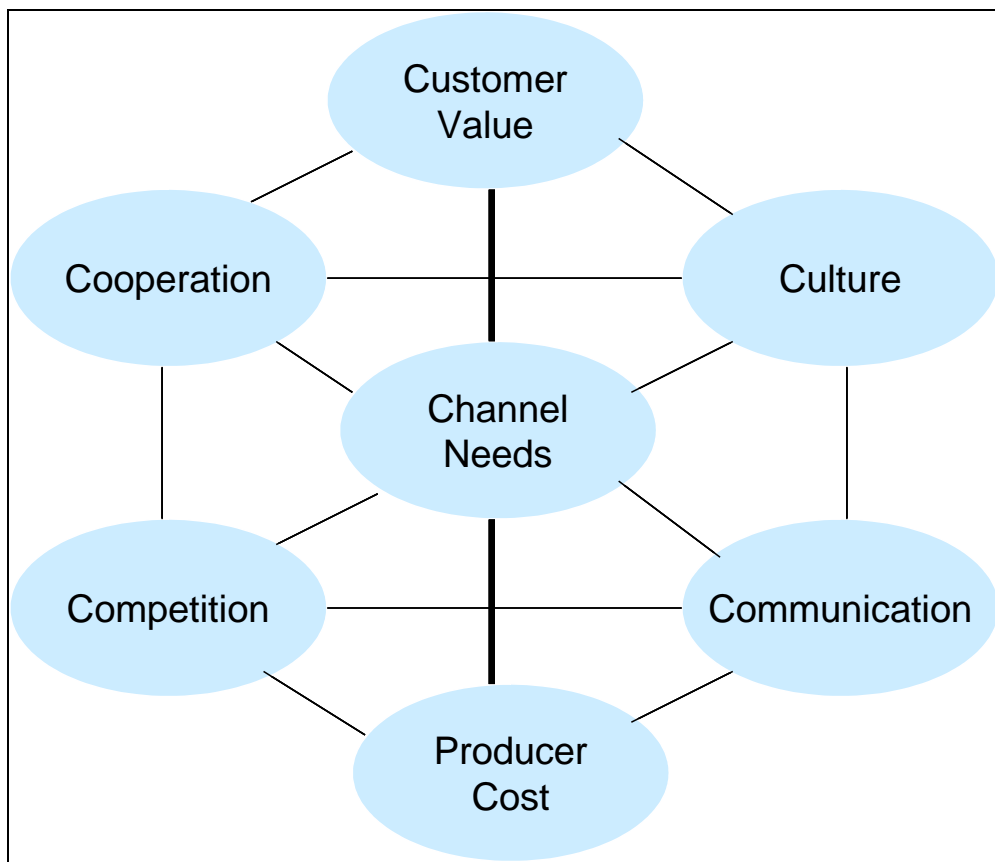 Customer
Value
Cooperation
Culture
Channel
Needs
Competition
Communication
Producer
Cost